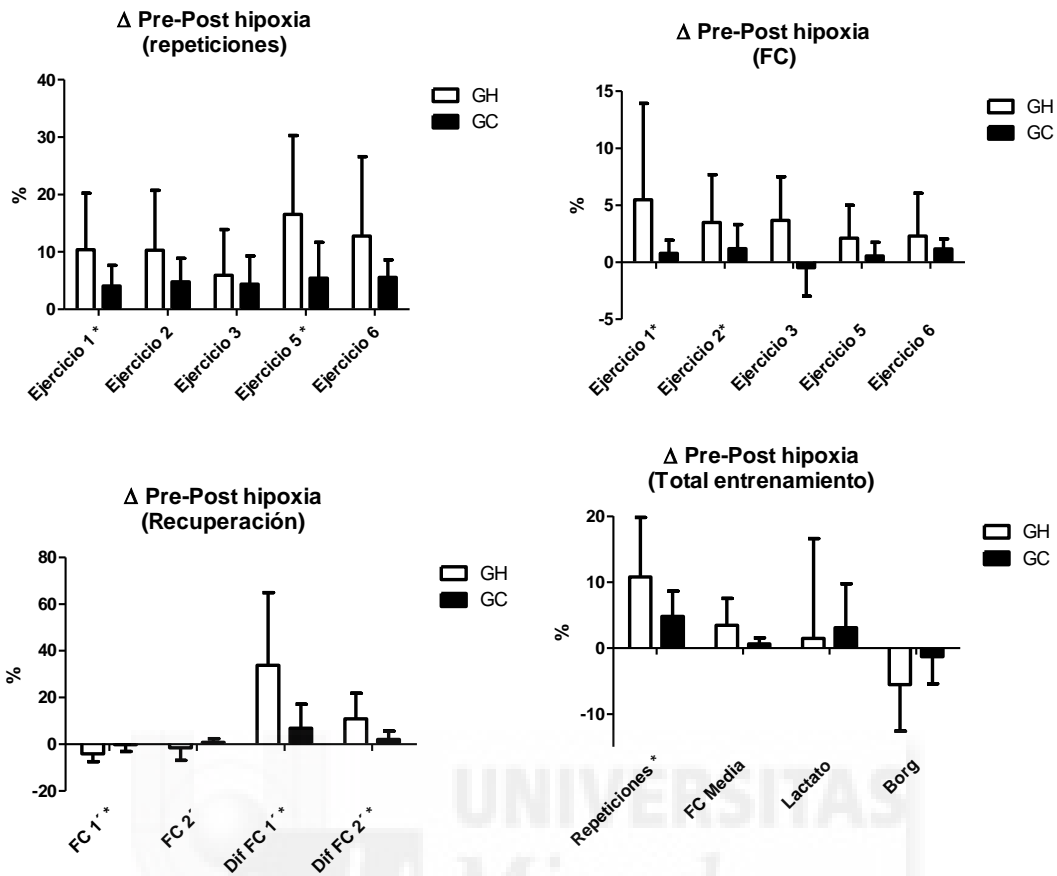 Δ Pre-Post hipoxia
(repeticiones)
40
30
20
10
0
%
GH
GC
Ejercicio 1 *
Ejercicio 2
Ejercicio 3
Ejercicio 5 *
Ejercicio 6
Δ Pre-Post hipoxia
(FC)
15
10
5
0
-5
%
GH
GC
Ejercicio 1*
Ejercicio 2*
Ejercicio 3
Ejercicio 5
Ejercicio 6
Δ Pre-Post hipoxia
(Recuperación)
80
60
40
20
0
-20
%
GH
GC
FC 1´ *
FC 2´
Dif FC 1´ *
Dif FC 2´ *
Δ Pre-Post hipoxia
(Total entrenamiento)
20
10
0
-10
%
GH
GC
Repeticiones *
FC Media
Lactato
Borg
UNIVERSITAS